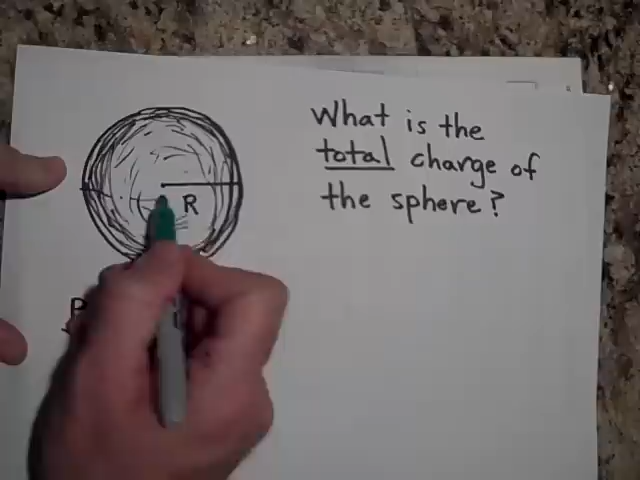 What is the
total charge of
the sphere?
R